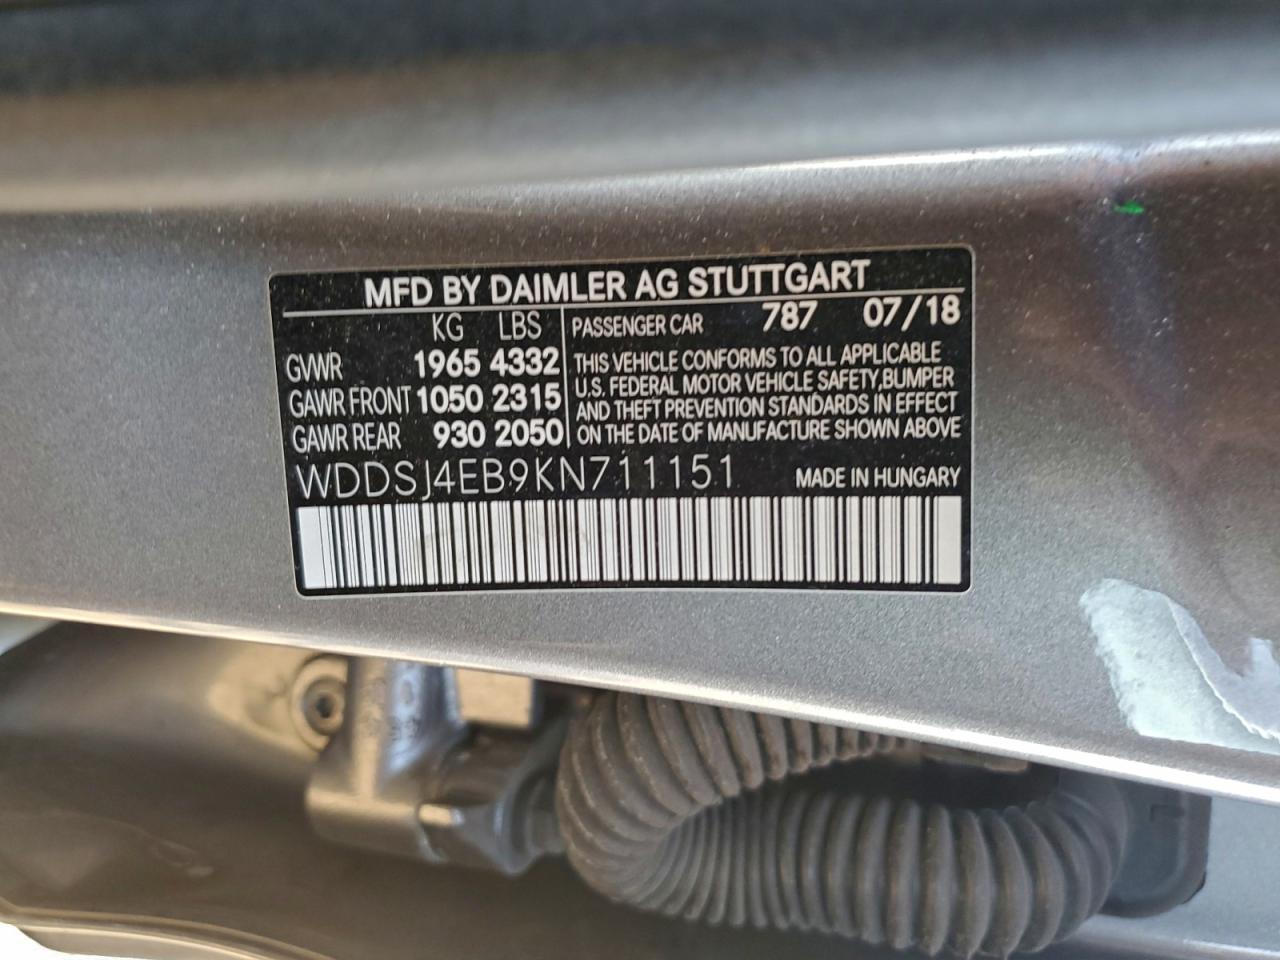 MFD BY DAIMLER AG STUTTGART
KG LBS
GVWR 1965 4332
GAWR FRONT 1050 2315
GAWR REAR 930 2050
PASSENGER CAR 787 07/18
THIS VEHICLE CONFORMS TO ALL APPLICABLE
U.S. FEDERAL MOTOR VEHICLE SAFETY,BUMPER
AND THEFT PREVENTION STANDARDS IN EFFECT
ON THE DATE OF MANUFACTURE SHOWN ABOVE
WDDSJ4EB9KN711151 MADE IN HUNGARY